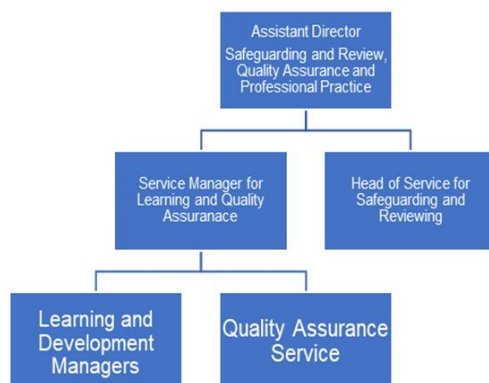 Assistant Director
Safeguarding and Review,
Quality Assurance and
Professional Practice
Service Manager for
Learning and Quality
Assuranace
Head of Service for
Safeguarding and
Reviewing
Learning and
Development
Managers
Quality Assurance
Service